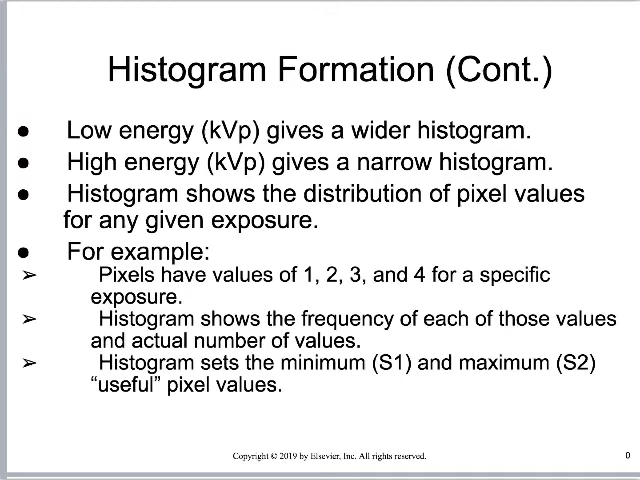 Histogram Formation (Cont.)
● Low energy (kVp) gives a wider histogram.
● High energy (kVp) gives a narrow histogram.
● Histogram shows the distribution of pixel values
for any given exposure.
● For example:
➢ Pixels have values of 1, 2, 3, and 4 for a specific
exposure.
➢ Histogram shows the frequency of each of those values
and actual number of values.
➢ Histogram sets the minimum (S1) and maximum (S2)
“useful” pixel values.
Copyright © 2019 by Elsevier, Inc. All rights reserved.
0